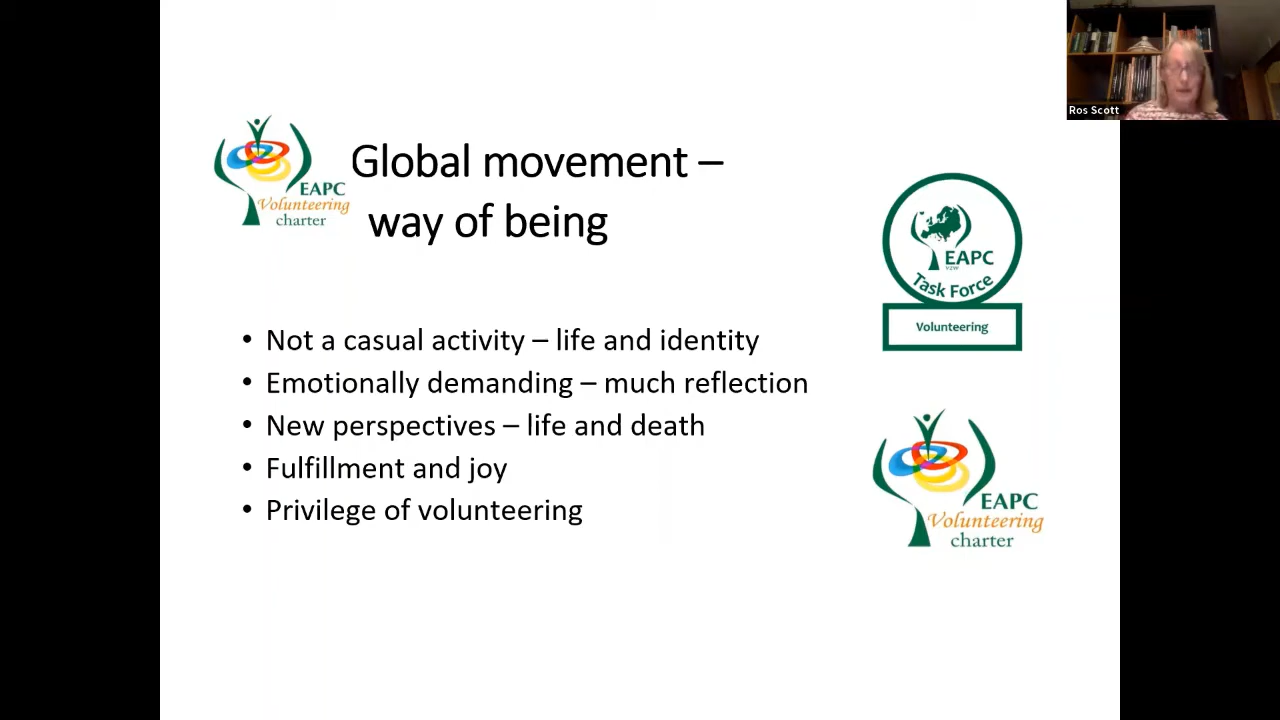 Ros Scott
Global movement –
way of being
EAPC
Volunteering
charter
• Not a casual activity – life and identity
• Emotionally demanding – much reflection
• New perspectives – life and death
• Fulfillment and joy
• Privilege of volunteering
EAPC
VZW
Task Force
Volunteering
EAPC
Volunteering
charter